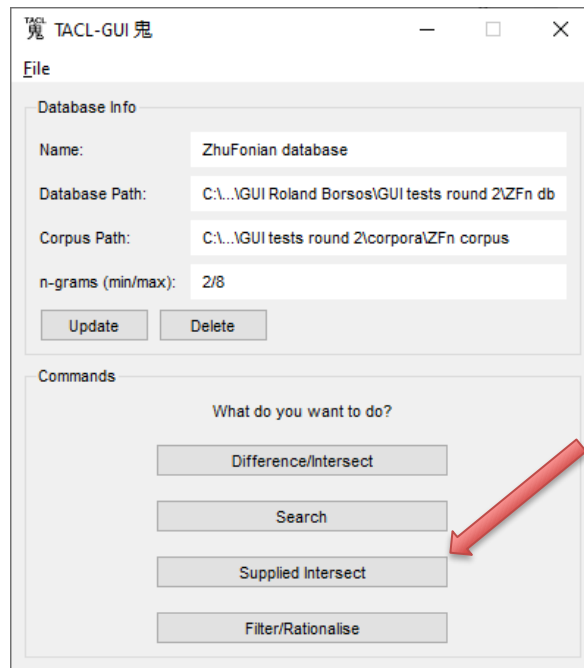 TACL
鬼 TACL-GUI 鬼
File
Database Info
Name: ZhuFonian database
Database Path: C:\...\GUI Roland Borsos\GUI tests round 2\ZFn db
Corpus Path: C:\...\GUI tests round 2\corpora\ZFn corpus
n-grams (min/max): 2/8
Update Delete
Commands
What do you want to do?
Difference/Intersect
Search
Supplied Intersect
Filter/Rationalise